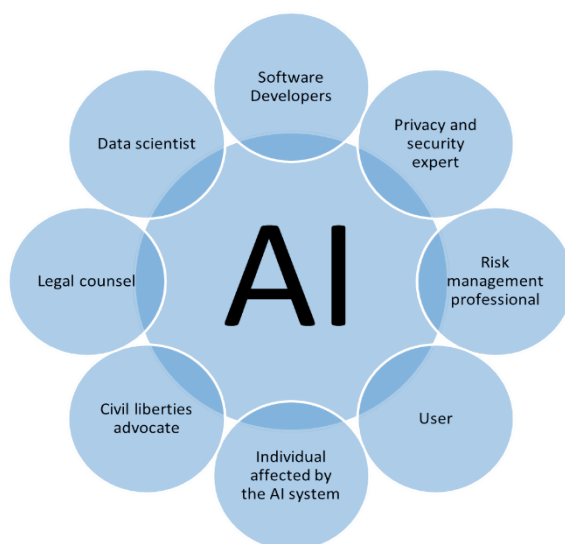 Software
Developers
Privacy and
security
expert
Data scientist
AI
Legal counsel
Risk
management
professional
Civil liberties
advocate
User
Individual
affected by
the AI system